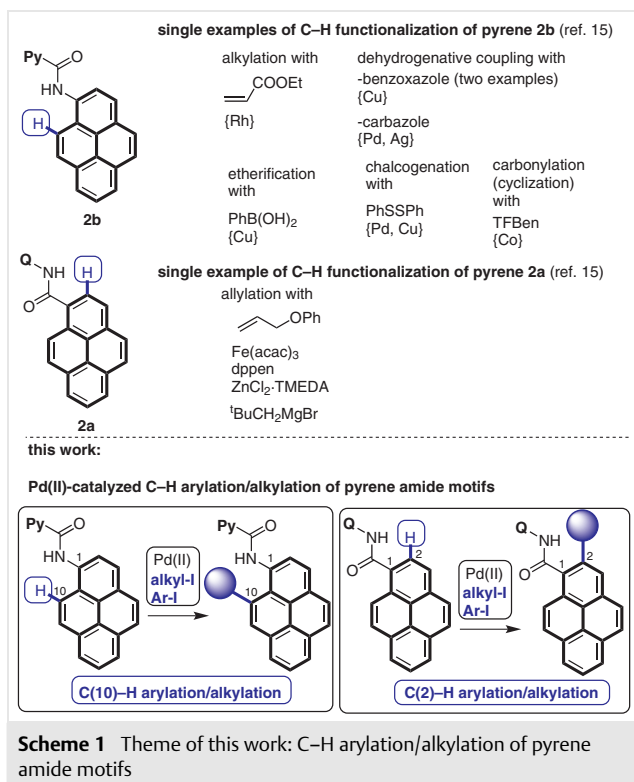 single examples of C–H functionalization of pyrene 2b (ref. 15)
Py
O
HN
H
2b
alkylation with
COOEt
{Rh}
dehydrogenative coupling with
-benzoxazole (two examples)
{Cu}
-carbazole
{Pd, Ag}
etherification
with
PhB(OH)2
{Cu}
chalcogenation
with
PhSSPh
{Pd, Cu}
carbonylation
(cyclization)
with
TFBen
{Co}
single example of C–H functionalization of pyrene 2a (ref. 15)
Q
NH
H
O
2a
allylation with
OPh
Fe(acac)3
dppen
ZnCl2·TMEDA
tBuCH2MgBr
this work:
Pd(II)-catalyzed C–H arylation/alkylation of pyrene amide motifs
Py
O
HN
1
H
10
Pd(II)
alkyl-I
Ar-I
Py
O
HN
1
10
C(10)–H arylation/alkylation
Q
NH
H
O
1
2
Pd(II)
alkyl-I
Ar-I
Q
NH
O
1
2
C(2)–H arylation/alkylation
Scheme 1 Theme of this work: C–H arylation/alkylation of pyrene
amide motifs